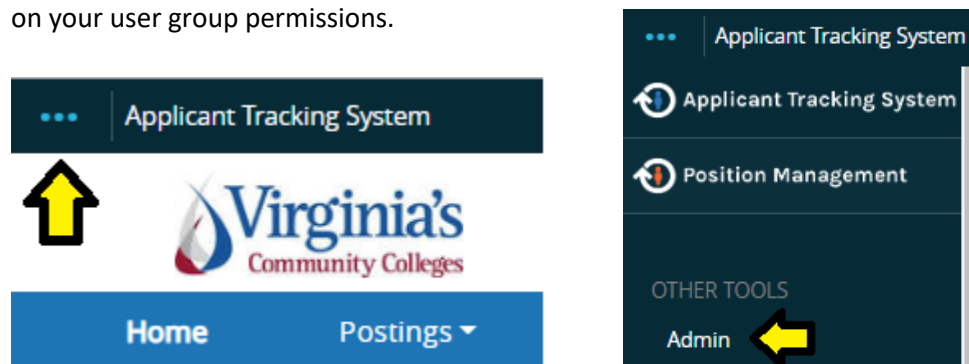 on your user group permissions.
••• Applicant Tracking System
Virginia's
Community Colleges
Home Postings
••• Applicant Tracking System
Applicant Tracking System
Position Management
OTHER TOOLS
Admin